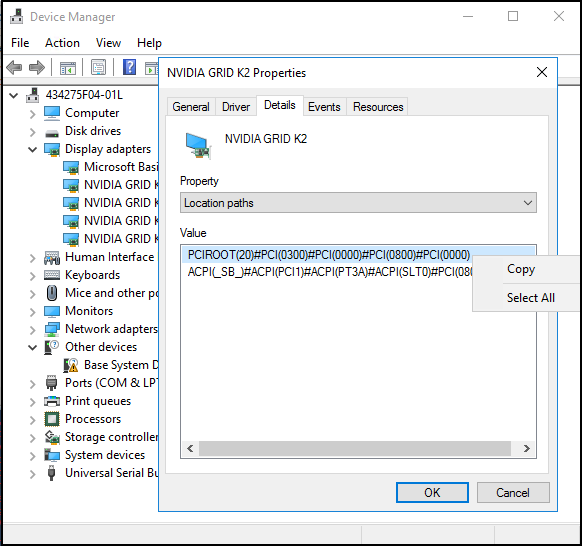 Device Manager
File Action View Help
434275F04-01L
Computer
Disk drives
Display adapters
Microsoft Basi
NVIDIA GRID K
NVIDIA GRID K
NVIDIA GRID K
NVIDIA GRID K
Human Interface
Keyboards
Mice and other po
Monitors
Network adapters
Other devices
Base System D
Ports (COM & LPT
Print queues
Processors
Storage controller
System devices
Universal Serial Bu
NVIDIA GRID K2 Properties
General Driver Details Events Resources
NVIDIA GRID K2
Property
Location paths
Value
PCIROOT(20)#PCI(0300)#PCI(0000)#PCI(0800)#PCI(0000)
ACPI(_SB_)#ACPI(PCI1)#ACPI(PT3A)#ACPI(SLT0)#PCI(080
Copy
Select All
OK Cancel